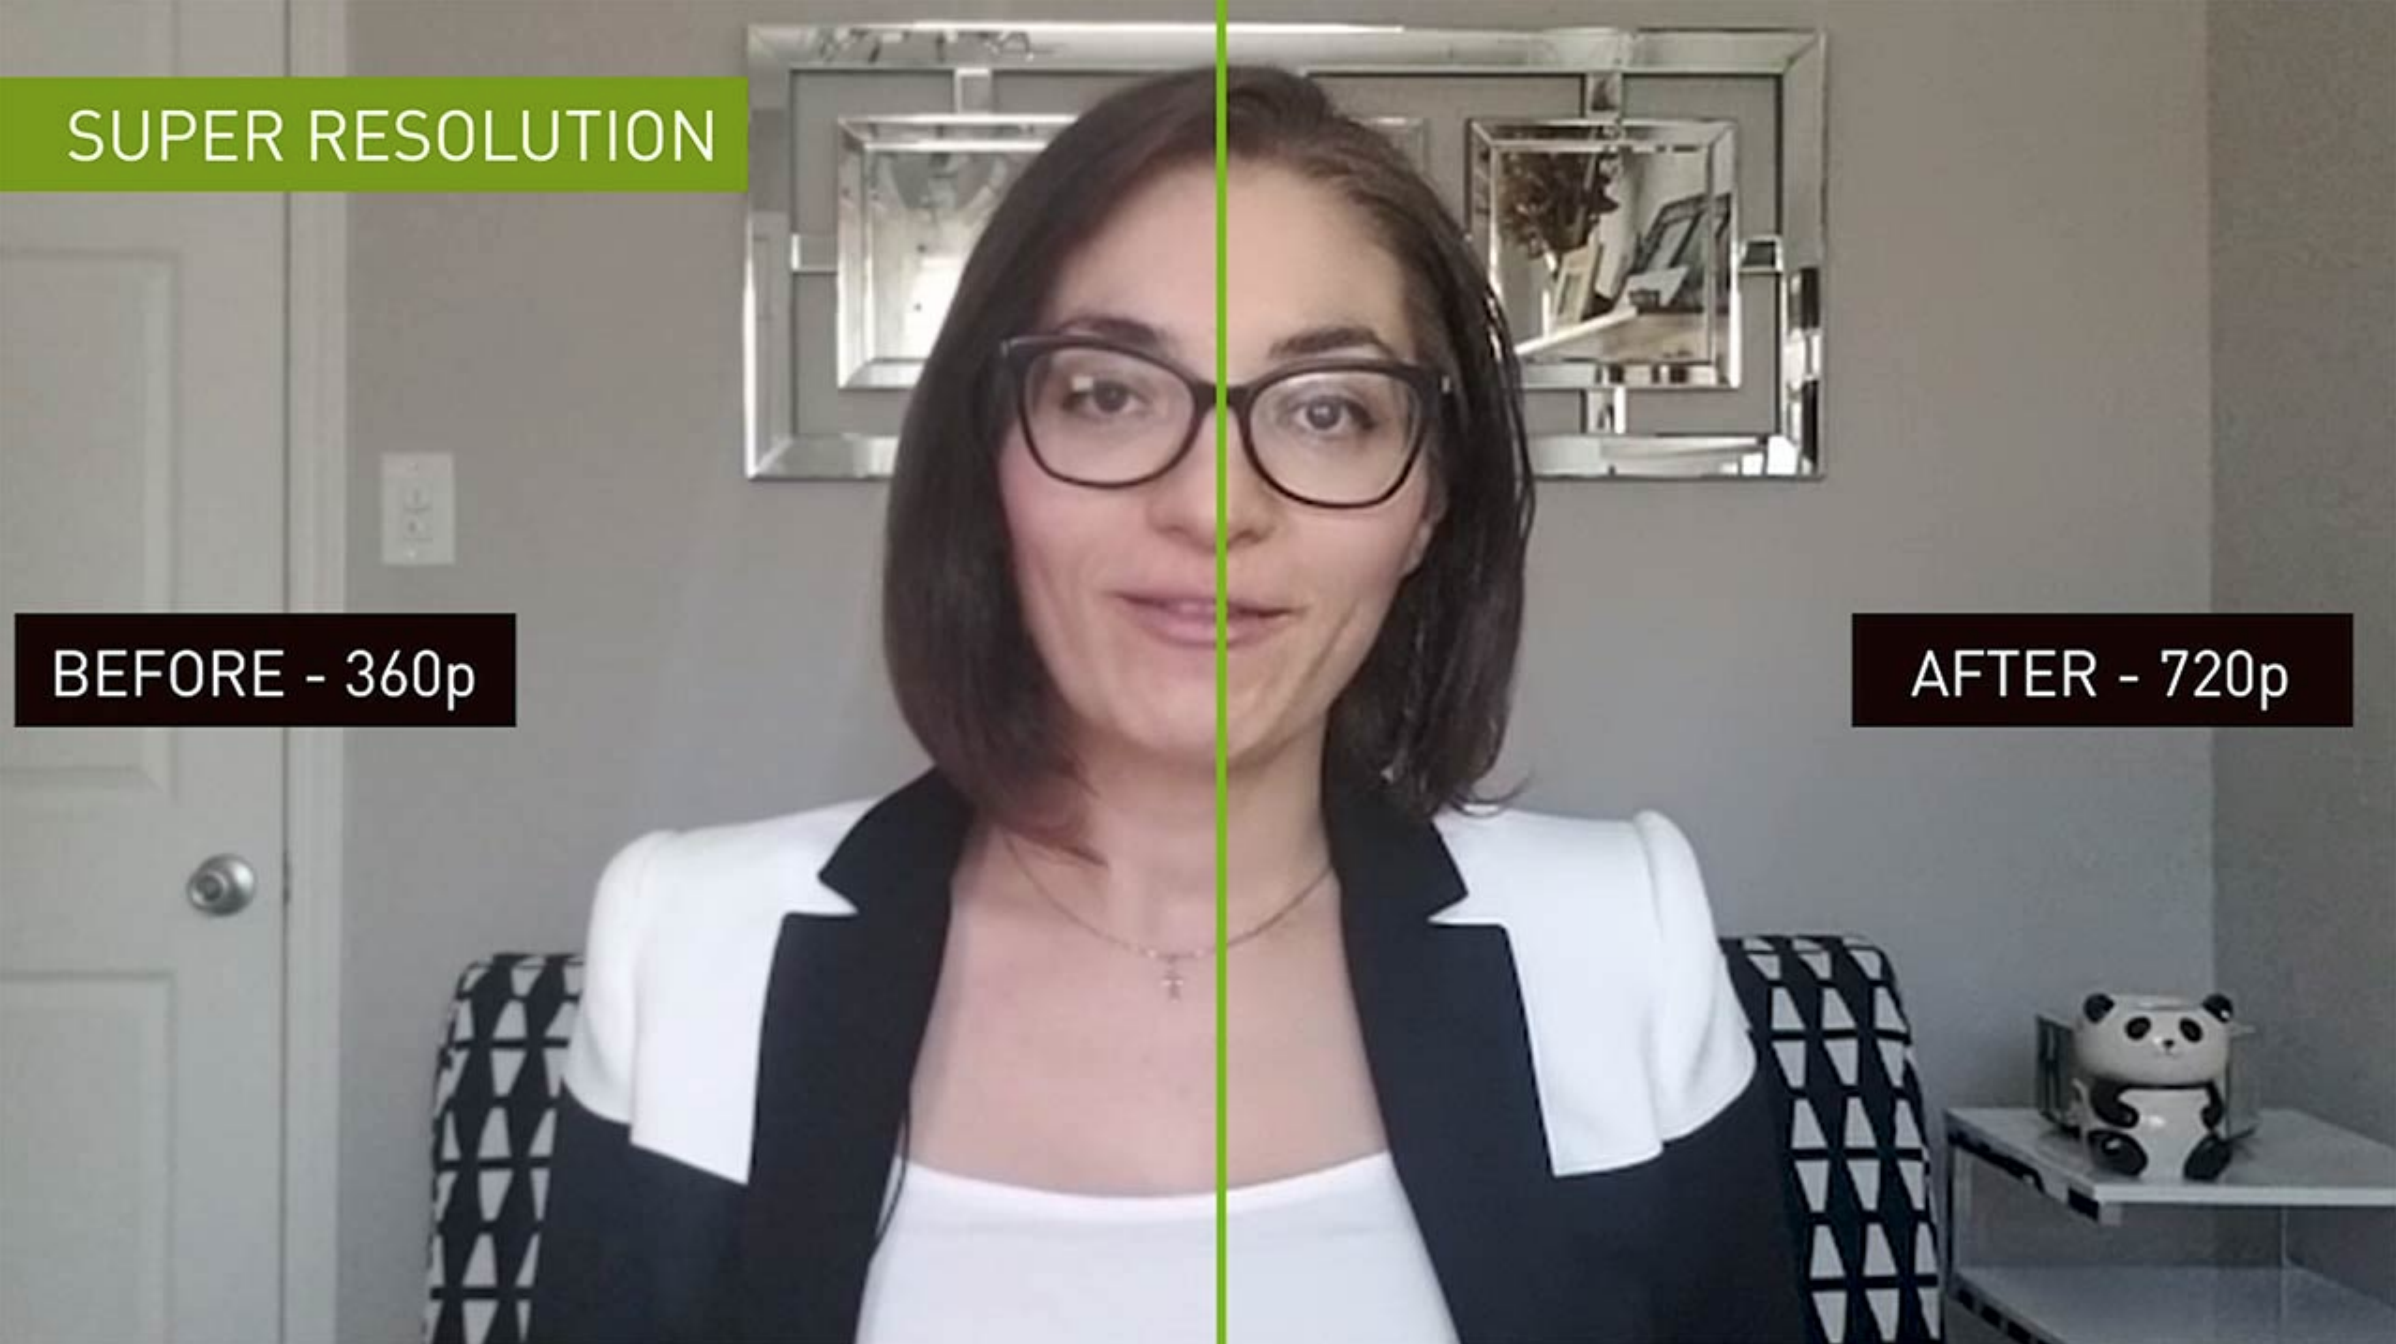 SUPER RESOLUTION
BEFORE - 360p
AFTER - 720p